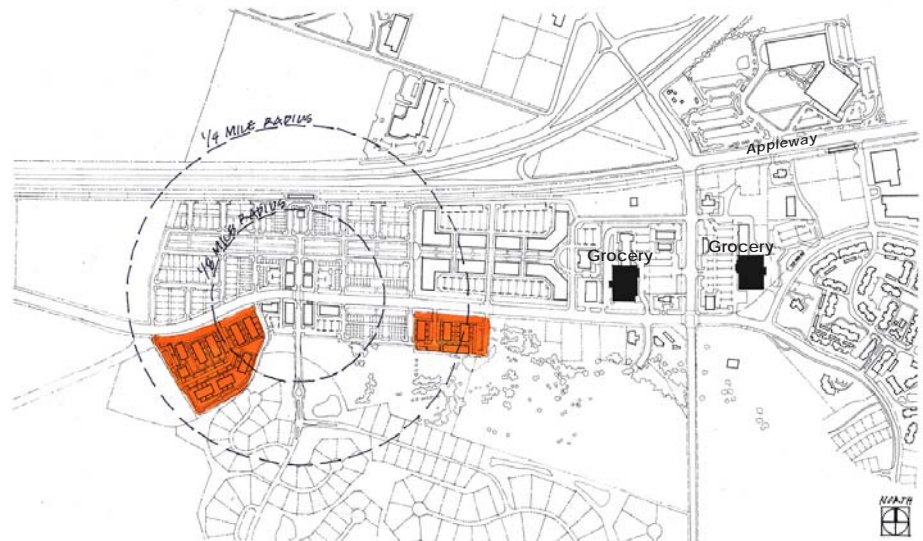 1/4 MILE RADIUS
Appleway
1/8 MILE RADIUS
Grocery
Grocery
NORTH